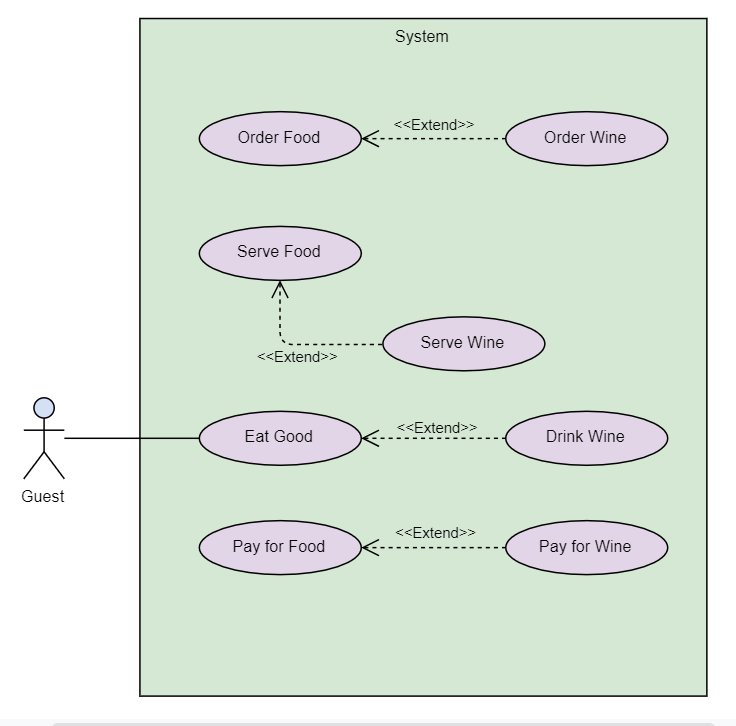 System
Order Food
<<Extend>>
Order Wine
Serve Food
<<Extend>>
Serve Wine
Eat Good
<<Extend>>
Drink Wine
Guest
Pay for Food
<<Extend>>
Pay for Wine